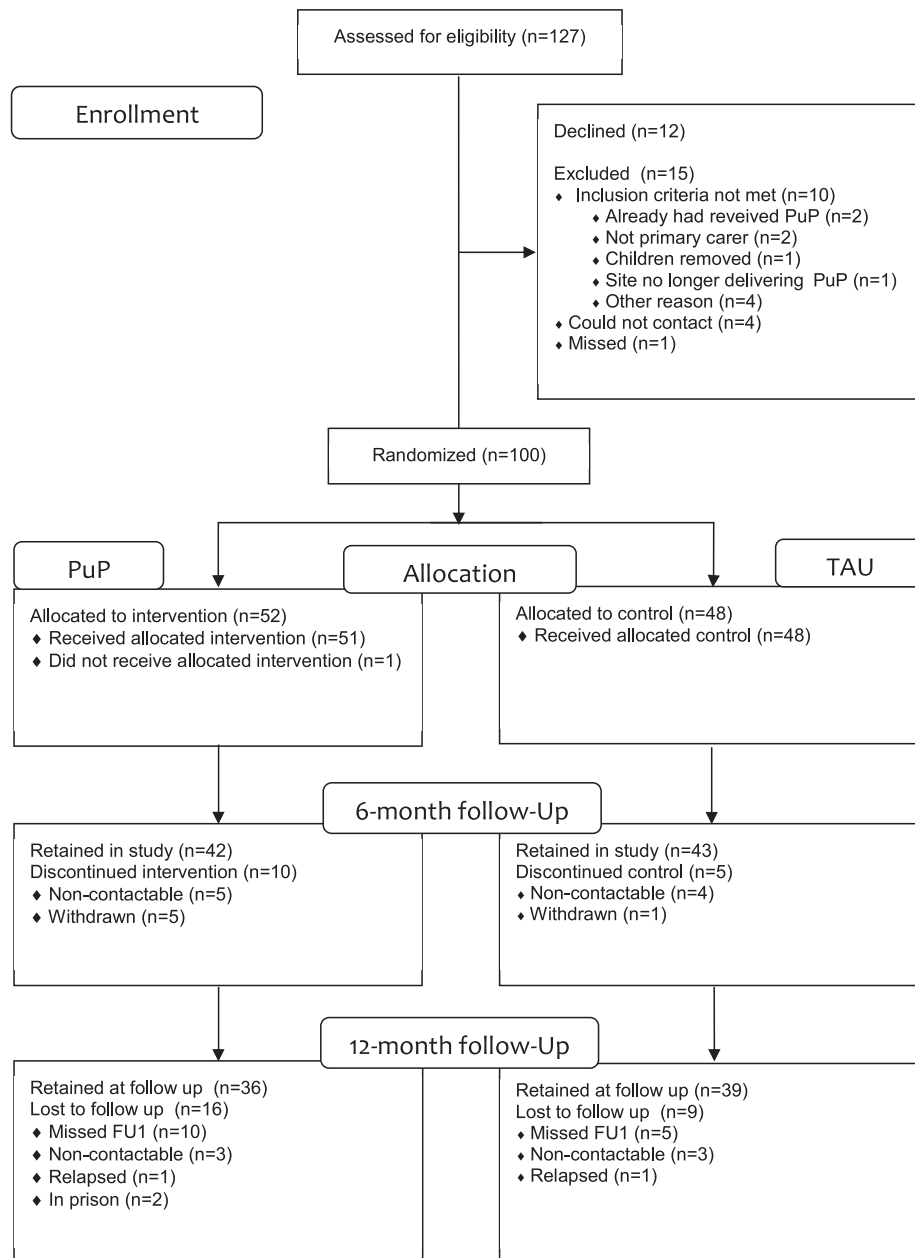 Assessed for eligibility (n=127)
Enrollment
Declined (n=12)
Excluded (n=15)
♦ Inclusion criteria not met (n=10)
♦ Already had reveived PuP (n=2)
♦ Not primary carer (n=2)
♦ Children removed (n=1)
♦ Site no longer delivering PuP (n=1)
♦ Other reason (n=4)
♦ Could not contact (n=4)
♦ Missed (n=1)
Randomized (n=100)
PuP
Allocation
TAU
Allocated to intervention (n=52)
♦ Received allocated intervention (n=51)
♦ Did not receive allocated intervention (n=1)
Allocated to control (n=48)
♦ Received allocated control (n=48)
6-month follow-Up
Retained in study (n=42)
Discontinued intervention (n=10)
♦ Non-contactable (n=5)
♦ Withdrawn (n=5)
Retained in study (n=43)
Discontinued control (n=5)
♦ Non-contactable (n=4)
♦ Withdrawn (n=1)
12-month follow-Up
Retained at follow up (n=36)
Lost to follow up (n=16)
♦ Missed FU1 (n=10)
♦ Non-contactable (n=3)
♦ Relapsed (n=1)
♦ In prison (n=2)
Retained at follow up (n=39)
Lost to follow up (n=9)
♦ Missed FU1 (n=5)
♦ Non-contactable (n=3)
♦ Relapsed (n=1)